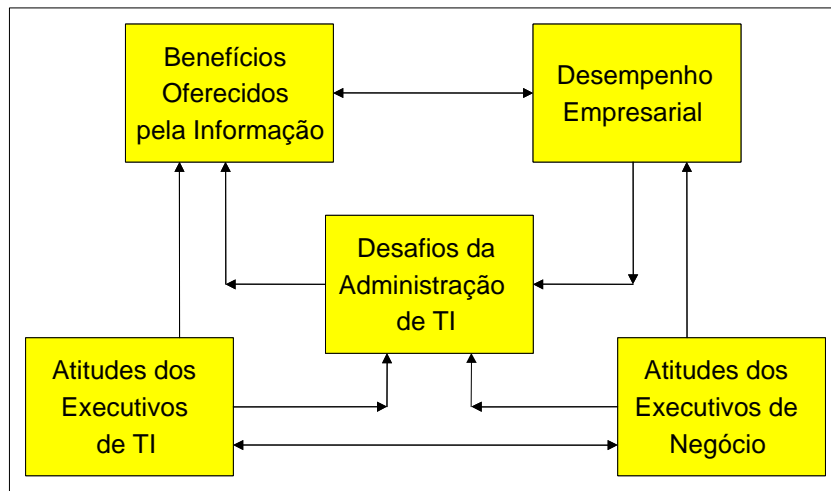 Benefícios
Oferecidos
pela Informação
Desempenho
Empresarial
Desafios da
Administração
de TI
Atitudes dos
Executivos
de TI
Atitudes dos
Executivos de
Negócio